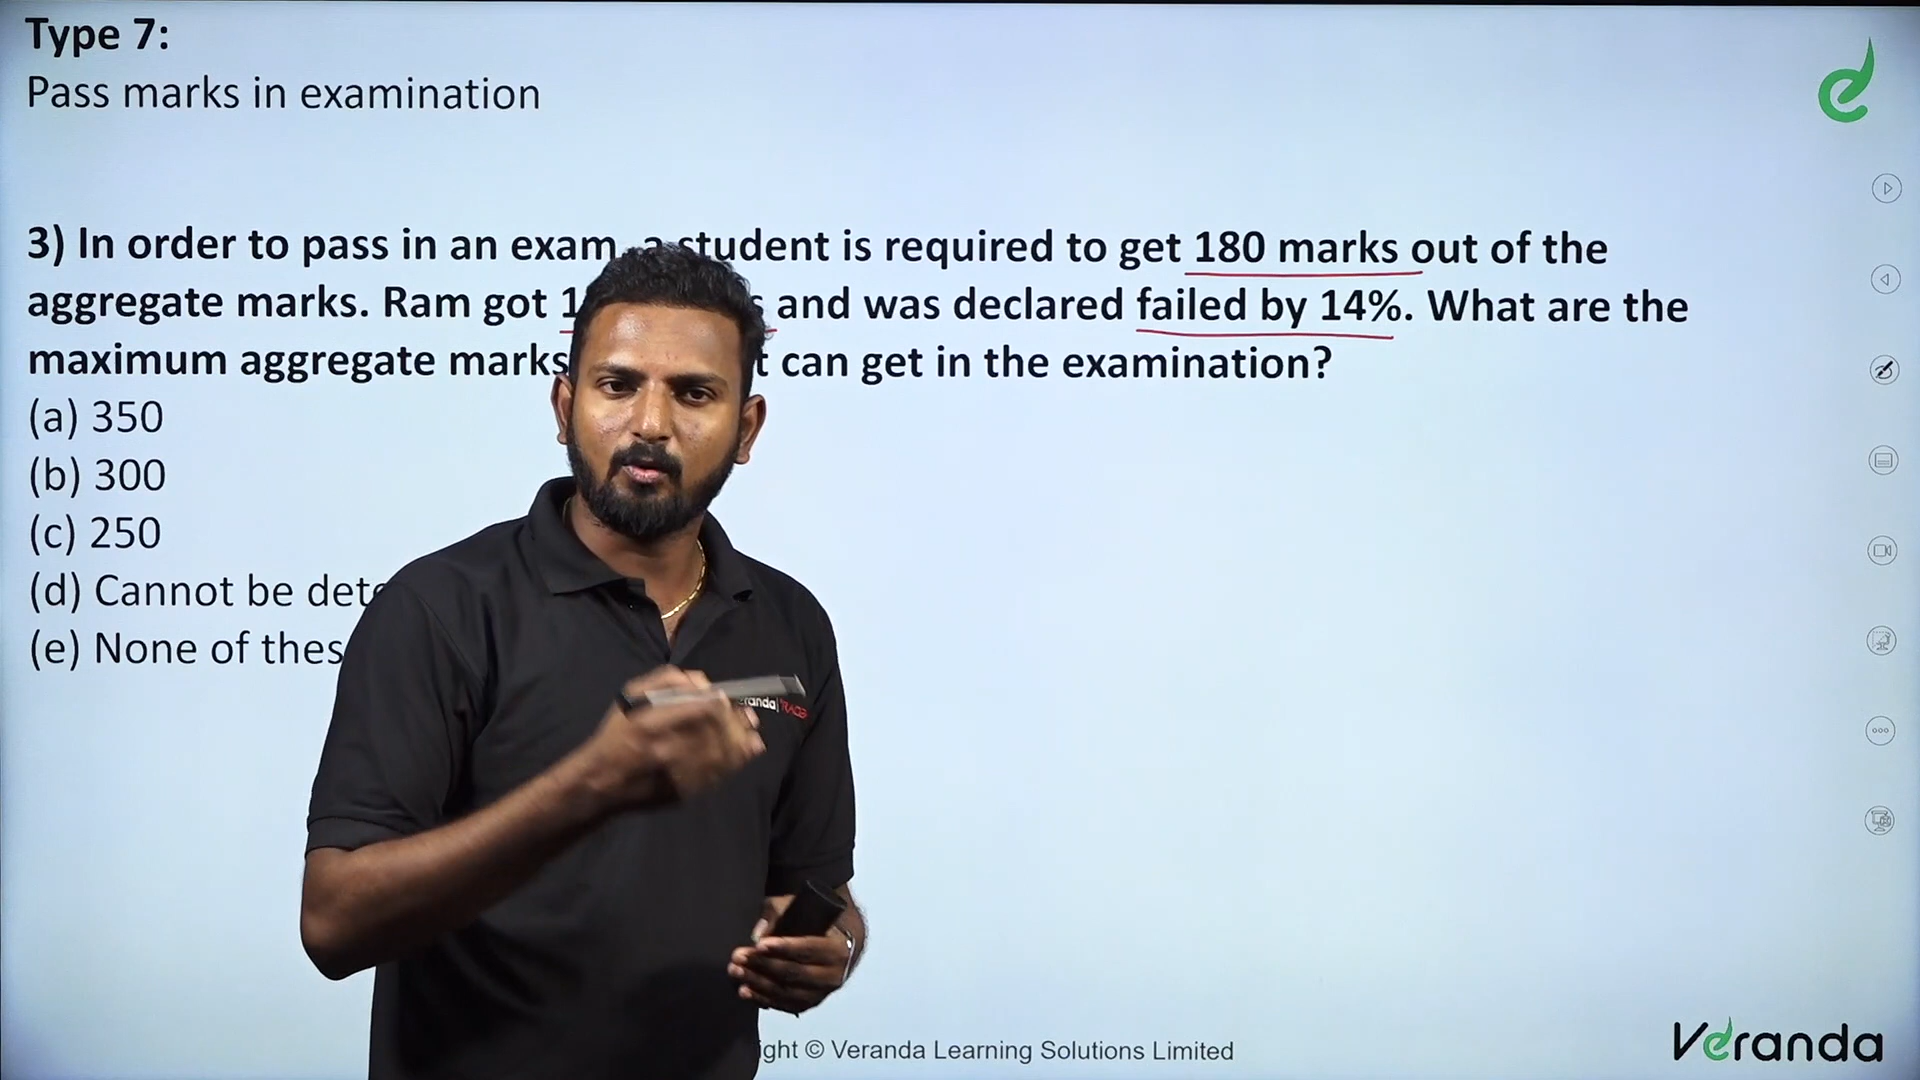 Type 7:
Pass marks in examination
3) In order to pass in an exam, a student is required to get 180 marks out of the
aggregate marks. Ram got and was declared failed by 14%. What are the
maximum aggregate marks can get in the examination?
(a) 350
(b) 300
(c) 250
(d) Cannot be
(e) None of
randa|RACE
© Veranda Learning Solutions Limited
Veranda